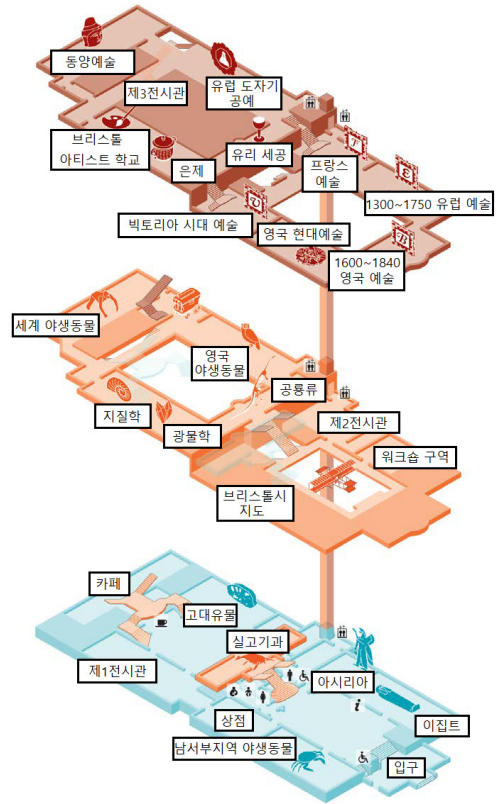 동양예술
제3전시관
유럽 도자기
공예
브리스톨
아티스트 학교
은제
유리 세공
프랑스
예술
F
E
1300~1750 유럽 예술
V
빅토리아 시대 예술
영국 현대예술
B
1600~1840
영국 예술
세계 야생동물
영국
야생동물
공룡류
지질학
광물학
제2전시관
워크숍 구역
브리스톨시
지도
카페
고대유물
실고기과
제1전시관
아시리아
상점
i
이집트
남서부지역 야생동물
입구